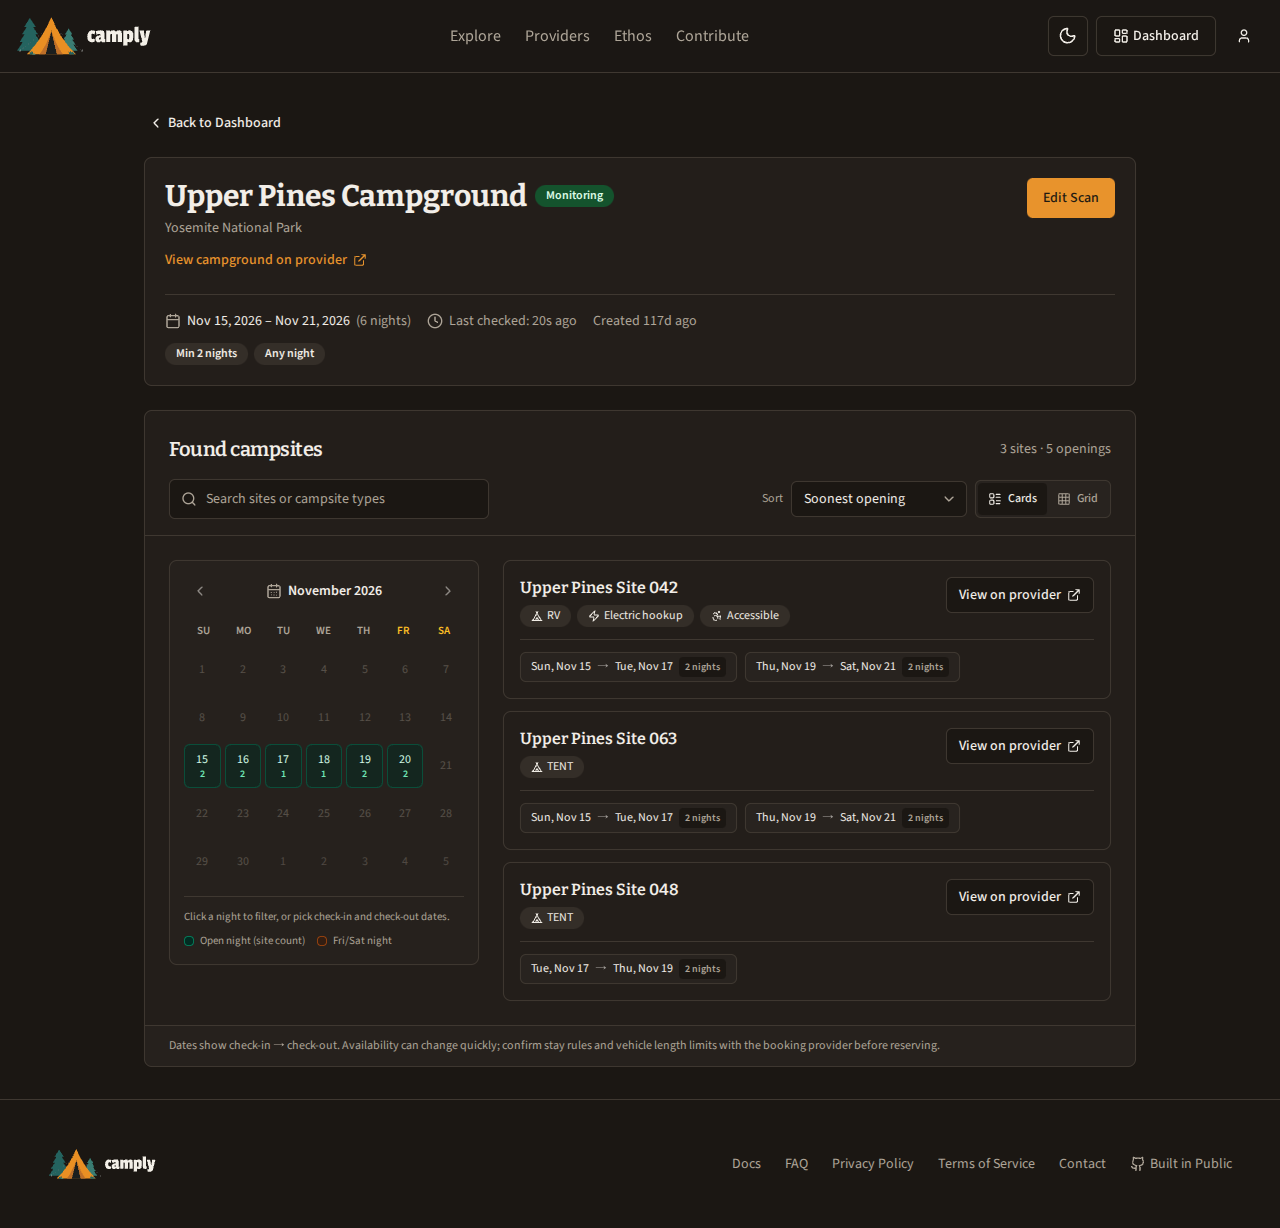 camply
Explore Providers Ethos Contribute
Dashboard
Back to Dashboard
Upper Pines Campground Monitoring
Edit Scan
Yosemite National Park
View campground on provider
Nov 15, 2026 – Nov 21, 2026 (6 nights) Last checked: 20s ago Created 117d ago
Min 2 nights Any night
Found campsites
3 sites · 5 openings
Search sites or campsite types
Sort Soonest opening Cards Grid
November 2026
SU MO TU WE TH FR SA
1 2 3 4 5 6 7
8 9 10 11 12 13 14
15 16 17 18 19 20 21
2 2 1 1 2 2
22 23 24 25 26 27 28
29 30 1 2 3 4 5
Click a night to filter, or pick check-in and check-out dates.
Open night (site count) Fri/Sat night
Upper Pines Site 042
View on provider
RV Electric hookup Accessible
Sun, Nov 15 → Tue, Nov 17 2 nights Thu, Nov 19 → Sat, Nov 21 2 nights
Upper Pines Site 063
View on provider
TENT
Sun, Nov 15 → Tue, Nov 17 2 nights Thu, Nov 19 → Sat, Nov 21 2 nights
Upper Pines Site 048
View on provider
TENT
Tue, Nov 17 → Thu, Nov 19 2 nights
Dates show check-in → check-out. Availability can change quickly; confirm stay rules and vehicle length limits with the booking provider before reserving.
camply
Docs FAQ Privacy Policy Terms of Service Contact Built in Public